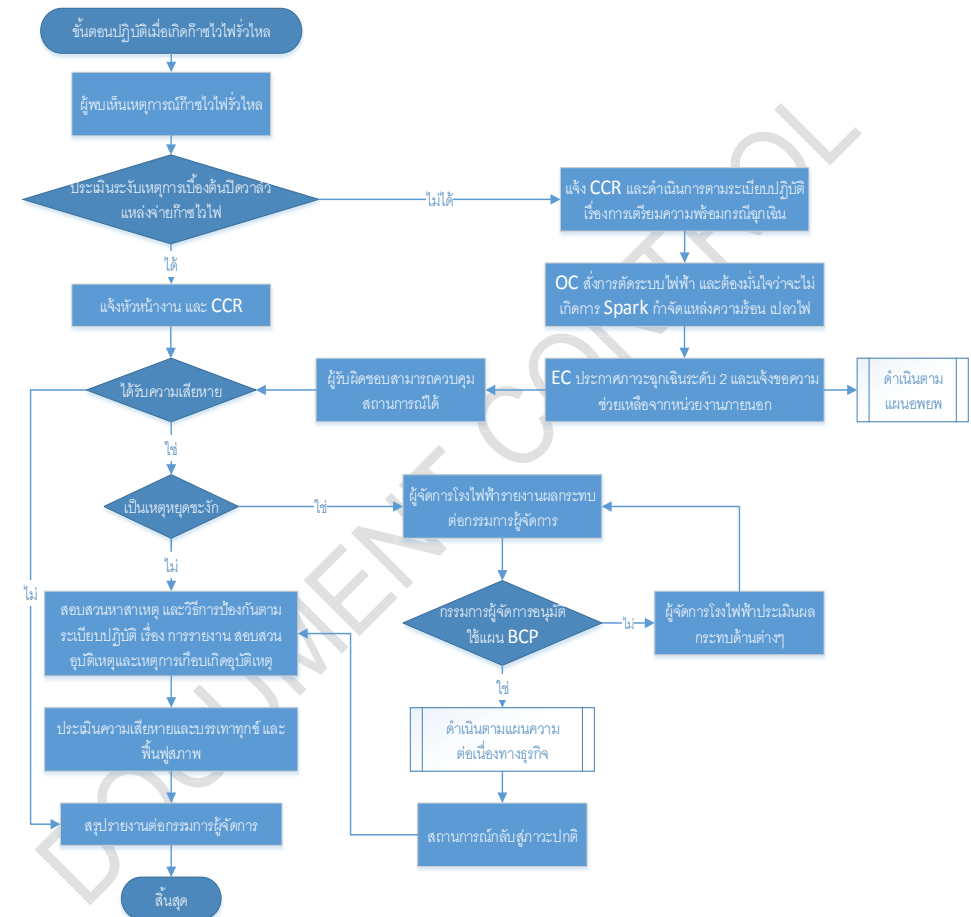 ขั้นตอนปฏิบัติเมื่อเกิดก๊าซไวไฟรั่วไหล
ผู้พบเห็นเหตุการณ์ก๊าซไวไฟรั่วไหล
ประเมินระงับเหตุการเบื้องต้นปิดวาล์ว
แหล่งจ่ายก๊าซไวไฟ
ไม่ได้
แจ้ง CCR และดำเนินการตามระเบียบปฏิบัติ
เรื่องการเตรียมความพร้อมกรณีฉุกเฉิน
ได้
แจ้งหัวหน้างาน และ CCR
OC สั่งการตัดระบบไฟฟ้า และต้องมั่นใจว่าจะไม่
เกิดการ Spark กำจัดแหล่งความร้อน เปลวไฟ
ได้รับความเสียหาย
ผู้รับผิดชอบสามารถควบคุม
สถานการณ์ได้
EC ประกาศภาวะฉุกเฉินระดับ 2 และแจ้งขอความ
ช่วยเหลือจากหน่วยงานภายนอก
ดำเนินตาม
แผนอพยพ
ใช่
เป็นเหตุหยุดชะงัก
ใช่
ผู้จัดการโรงไฟฟ้ารายงานผลกระทบ
ต่อกรรมการผู้จัดการ
ไม่
ไม่
สอบสวนหาสาเหตุ และวิธีการป้องกันตาม
ระเบียบปฏิบัติ เรื่อง การรายงาน สอบสวน
อุบัติเหตุและเหตุการเกือบเกิดอุบัติเหตุ
กรรมการผู้จัดการอนุมัติ
ใช้แผน BCP
ไม่
ผู้จัดการโรงไฟฟ้าประเมินผล
กระทบด้านต่างๆ
ใช่
ประเมินความเสียหายและบรรเทาทุกข์ และ
ฟื้นฟูสภาพ
ดำเนินตามแผนความ
ต่อเนื่องทางธุรกิจ
สรุปรายงานต่อกรรมการผู้จัดการ
สถานการณ์กลับสู่ภาวะปกติ
สิ้นสุด
DOCUMENT CONTROL